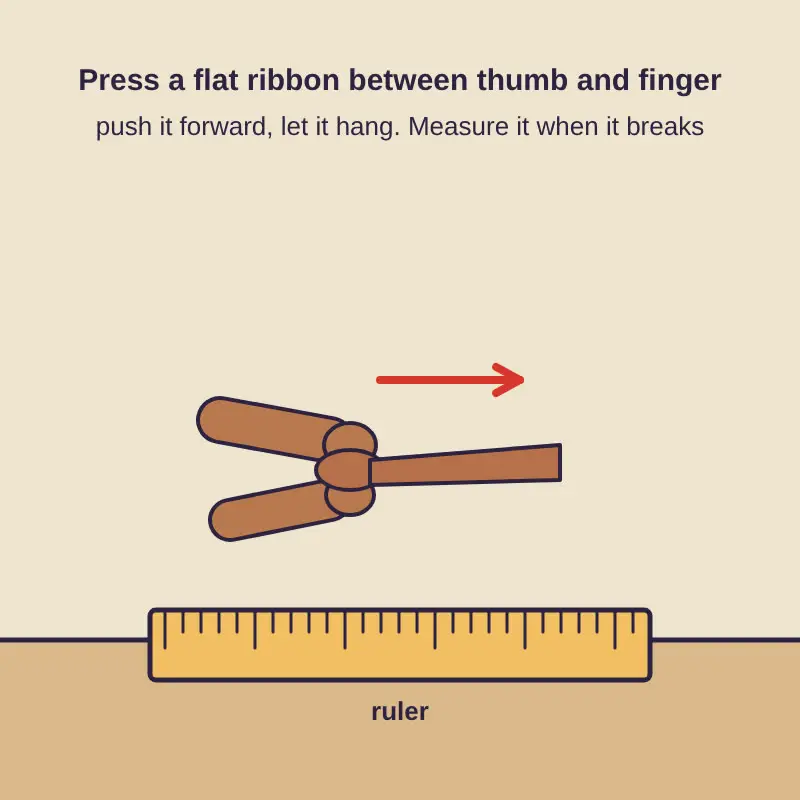 Press a flat ribbon between thumb and finger
push it forward, let it hang. Measure it when it breaks
ruler